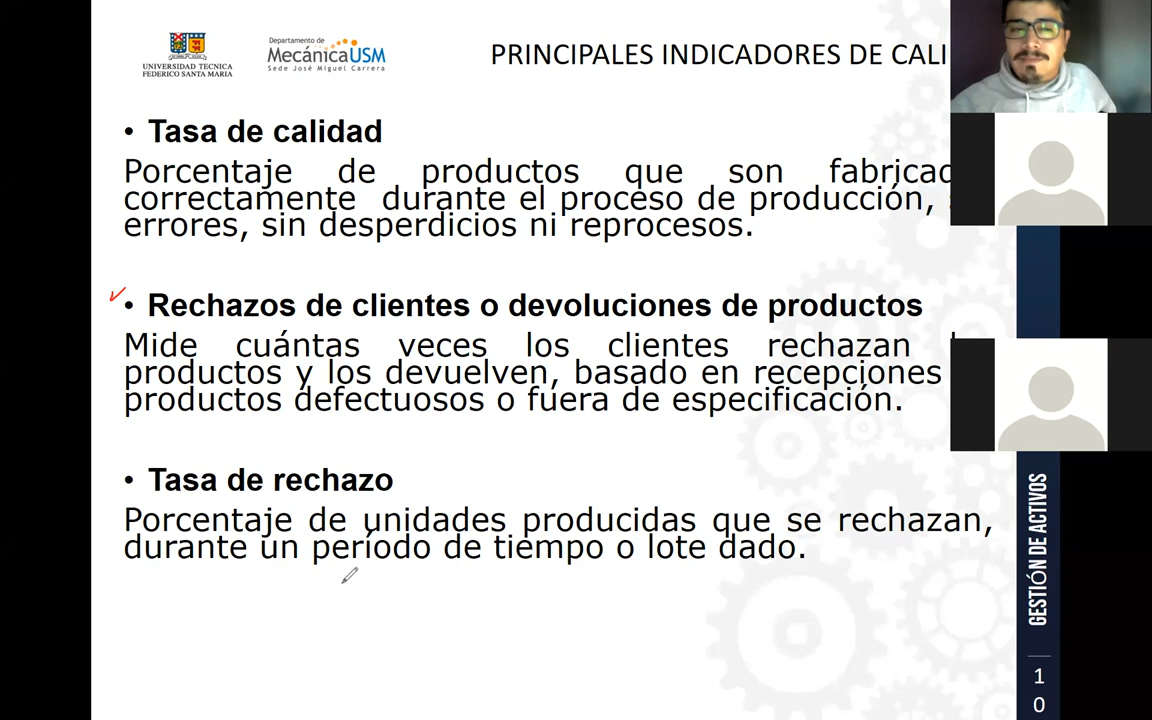 UNIVERSIDAD TECNICA
FEDERICO SANTA MARIA
Departamento de
MecánicaUSM
Sede José Miguel Carrera
PRINCIPALES INDICADORES DE
• Tasa de calidad
Porcentaje de productos que son
correctamente durante el proceso de producción,
errores, sin desperdicios ni reprocesos.
• Rechazos de clientes o devoluciones de productos
Mide cuántas veces los clientes rechazan
productos y los devuelven, basado en recepciones
productos defectuosos o fuera de especificación.
• Tasa de rechazo
Porcentaje de unidades producidas que se rechazan,
durante un período de tiempo o lote dado.
GESTIÓN DE ACTIVOS
1
0